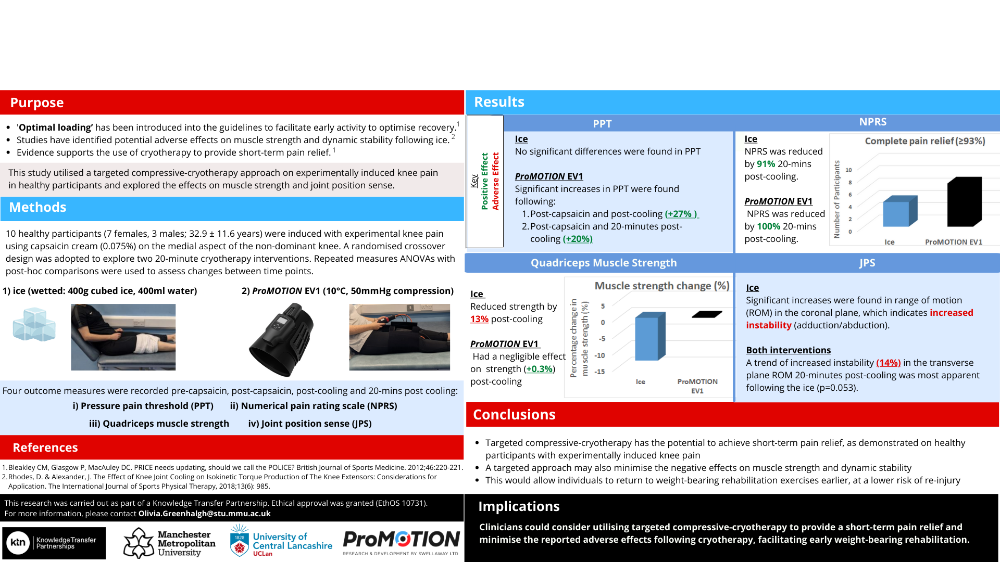 Purpose
'Optimal loading’ has been introduced into the guidelines to facilitate early activity to optimise recovery.1
Studies have identified potential adverse effects on muscle strength and dynamic stability following ice. 2
Evidence supports the use of cryotherapy to provide short-term pain relief. 1
This study utilised a targeted compressive-cryotherapy approach on experimentally induced knee pain
in healthy participants and explored the effects on muscle strength and joint position sense.
Methods
10 healthy participants (7 females, 3 males; 32.9 ± 11.6 years) were induced with experimental knee pain
using capsaicin cream (0.075%) on the medial aspect of the non-dominant knee. A randomised crossover
design was adopted to explore two 20-minute cryotherapy interventions. Repeated measures ANOVAs with
post-hoc comparisons were used to assess changes between time points.
1) ice (wetted: 400g cubed ice, 400ml water)
2) ProMOTION EV1 (10°C, 50mmHg compression)
Four outcome measures were recorded pre-capsaicin, post-capsaicin, post-cooling and 20-mins post cooling:
i) Pressure pain threshold (PPT) ii) Numerical pain rating scale (NPRS)
iii) Quadriceps muscle strength iv) Joint position sense (JPS)
References
1. Bleakley CM, Glasgow P, MacAuley DC. PRICE needs updating, should we call the POLICE? British Journal of Sports Medicine. 2012;46:220-221.
2. Rhodes, D. & Alexander, J. The Effect of Knee Joint Cooling on Isokinetic Torque Production of The Knee Extensors: Considerations for
Application. The International Journal of Sports Physical Therapy, 2018;13(6): 985.
This research was carried out as part of a Knowledge Transfer Partnership. Ethical approval was granted (EthOS 10731).
For more information, please contact Olivia.Greenhalgh@stu.mmu.ac.uk
ktn KnowledgeTransfer
Partnerships
Manchester
Metropolitan
University
1828
University of
Central Lancashire
UCLan
ProMOTION
RESEARCH & DEVELOPMENT BY SWELLAWAY LTD
Results
Key
Positive Effect
Adverse Effect
PPT
Ice
No significant differences were found in PPT
ProMOTION EV1
Significant increases in PPT were found
following:
1. Post-capsaicin and post-cooling (+27% )
2. Post-capsaicin and 20-minutes post-
cooling (+20%)
NPRS
Ice
NPRS was reduced
by 91% 20-mins
post-cooling.
ProMOTION EV1
NPRS was reduced
by 100% 20-mins
post-cooling.
Complete pain relief (≥93%)
Number of Participants
10
8
6
4
2
0
Ice
ProMOTION EV1
Quadriceps Muscle Strength
Ice
Reduced strength by
13% post-cooling
ProMOTION EV1
Had a negligible effect
on strength (+0.3%)
post-cooling
Muscle strength change (%)
Percentage change in
muscle strength (%)
5
0
-5
-10
-15
Ice
ProMOTION
EV1
JPS
Ice
Significant increases were found in range of motion
(ROM) in the coronal plane, which indicates increased
instability (adduction/abduction).
Both interventions
A trend of increased instability (14%) in the transverse
plane ROM 20-minutes post-cooling was most apparent
following the ice (p=0.053).
Conclusions
Targeted compressive-cryotherapy has the potential to achieve short-term pain relief, as demonstrated on healthy
participants with experimentally induced knee pain
A targeted approach may also minimise the negative effects on muscle strength and dynamic stability
This would allow individuals to return to weight-bearing rehabilitation exercises earlier, at a lower risk of re-injury
Implications
Clinicians could consider utilising targeted compressive-cryotherapy to provide a short-term pain relief and
minimise the reported adverse effects following cryotherapy, facilitating early weight-bearing rehabilitation.